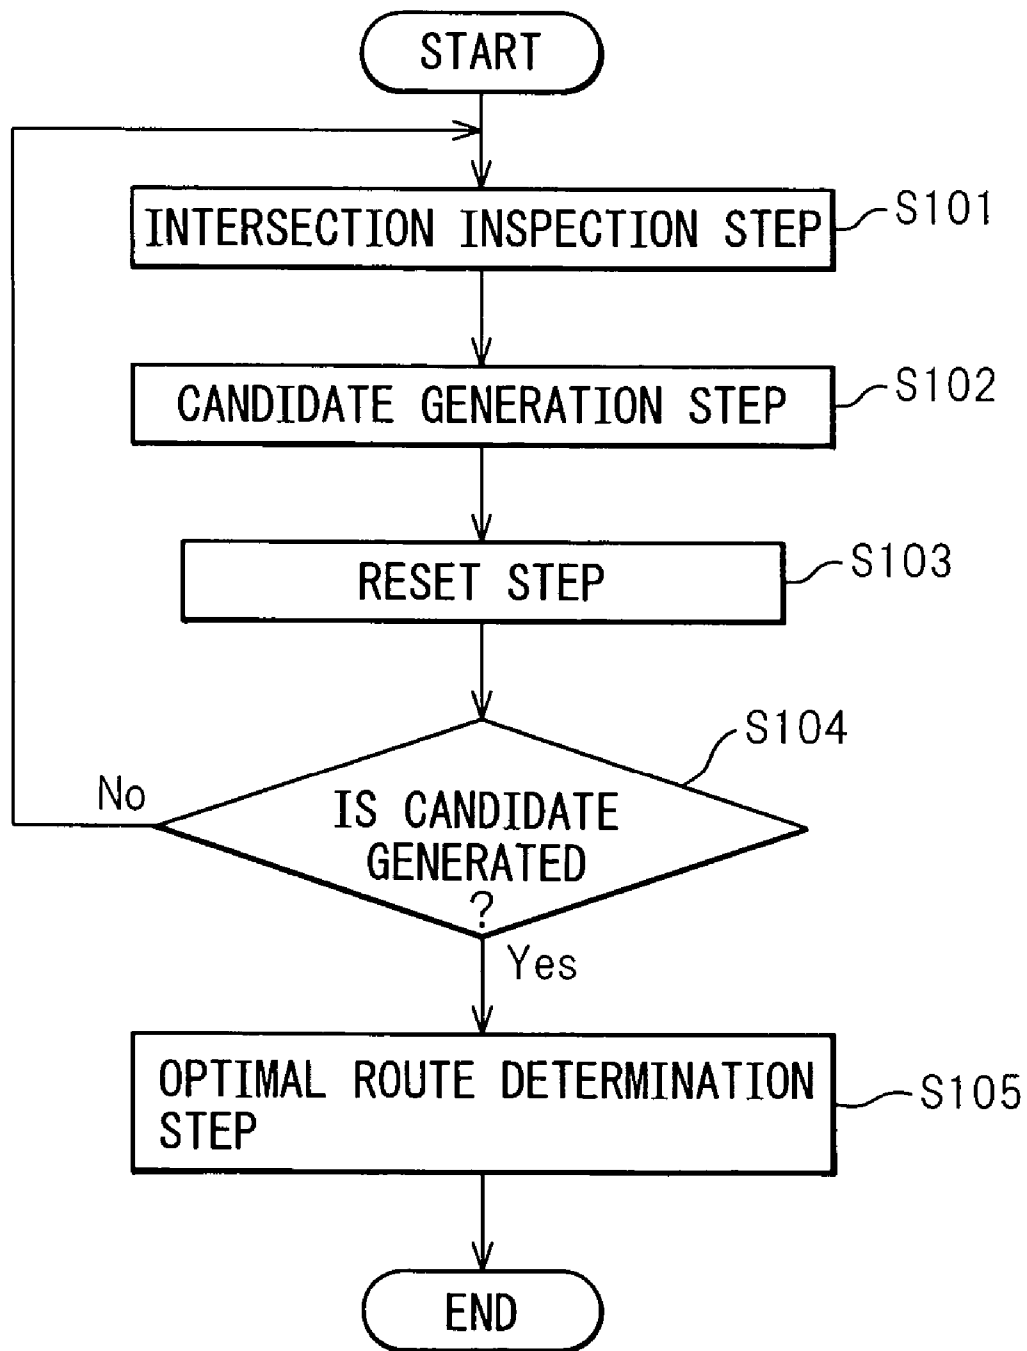 START
INTERSECTION INSPECTION STEP
S101
CANDIDATE GENERATION STEP
S102
RESET STEP
S103
S104
No
IS CANDIDATE
GENERATED
?
Yes
OPTIMAL ROUTE DETERMINATION
STEP
S105
END